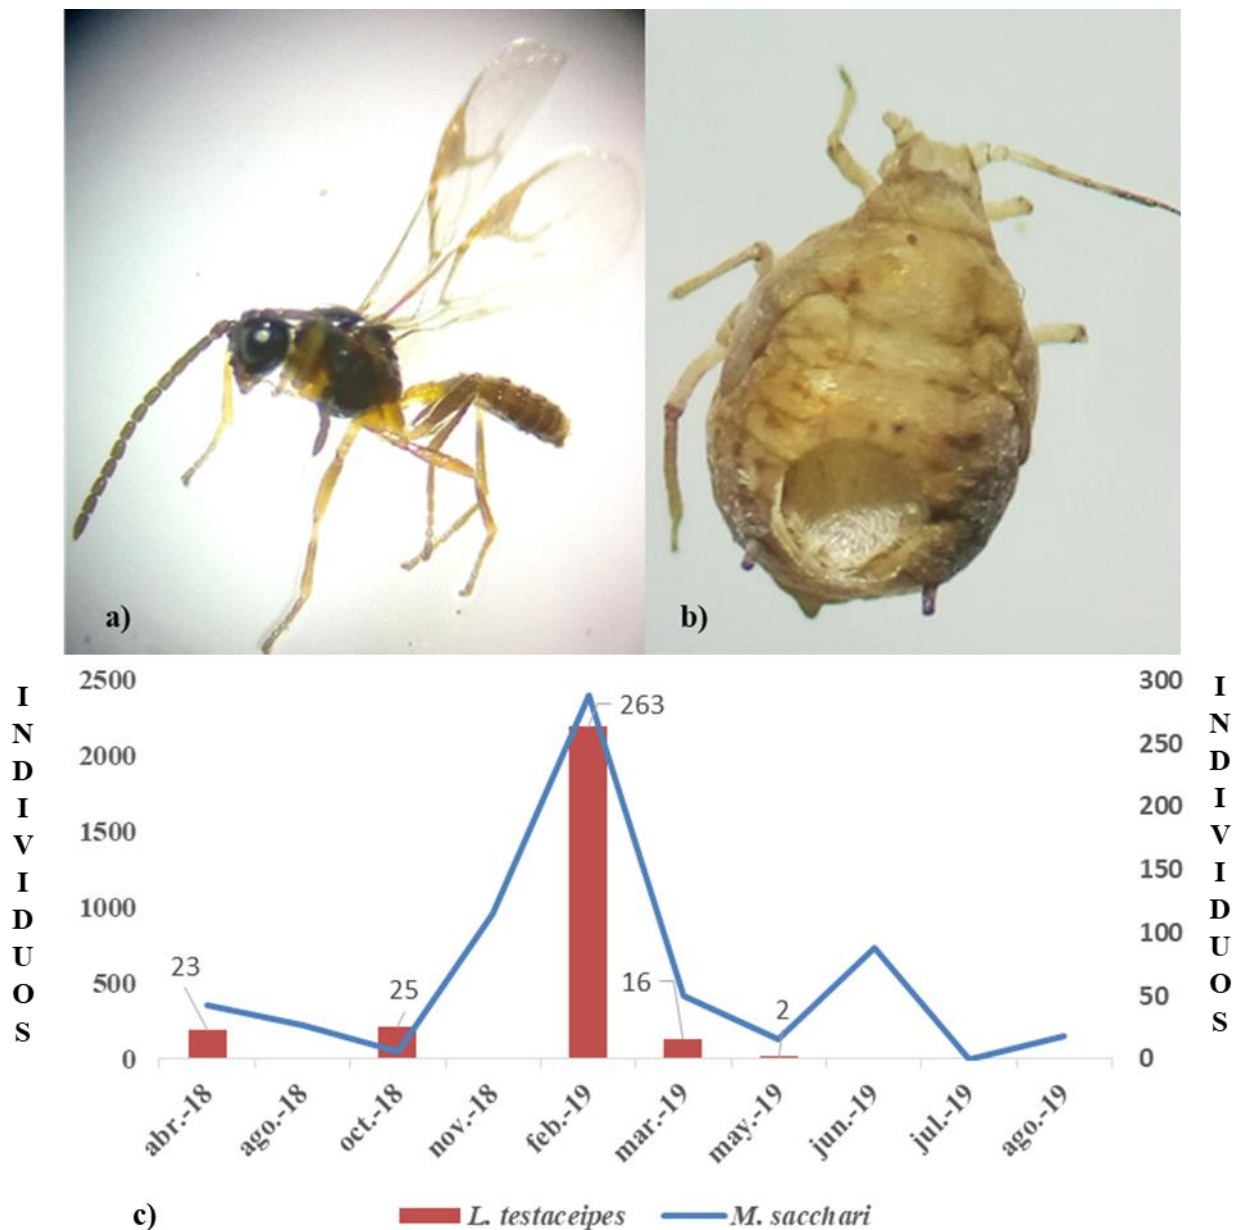 a)
b)
INDIVIDUOS
2500
2000
1500
1000
500
0
23
25
263
16
2
300
250
200
150
100
50
0
INDIVIDUOS
abr.-18
ago.-18
oct.-18
nov.-18
feb.-19
mar.-19
may.-19
jun.-19
jul.-19
ago.-19
c)
L. testaceipes
M. sacchari